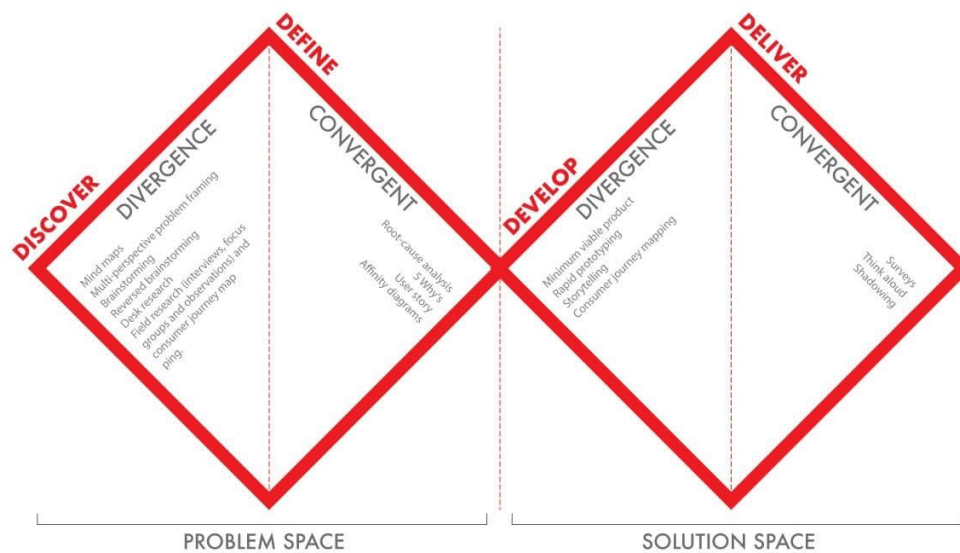 DISCOVER
DIVERGENCE
Mind maps
Multi-perspective problem framing
Brainstorming
Reversed brainstorming
Desk research
Field research (interviews, focus
groups and observations) and
consumer journey map
ping.
DEFINE
CONVERGENT
Root-cause analysis
5 Why's
User story
Affinity diagrams
DEVELOP
DIVERGENCE
Minimum viable product
Rapid prototyping
Storytelling
Consumer journey mapping
DELIVER
CONVERGENT
Surveys
Think aloud
Shadowing
PROBLEM SPACE
SOLUTION SPACE